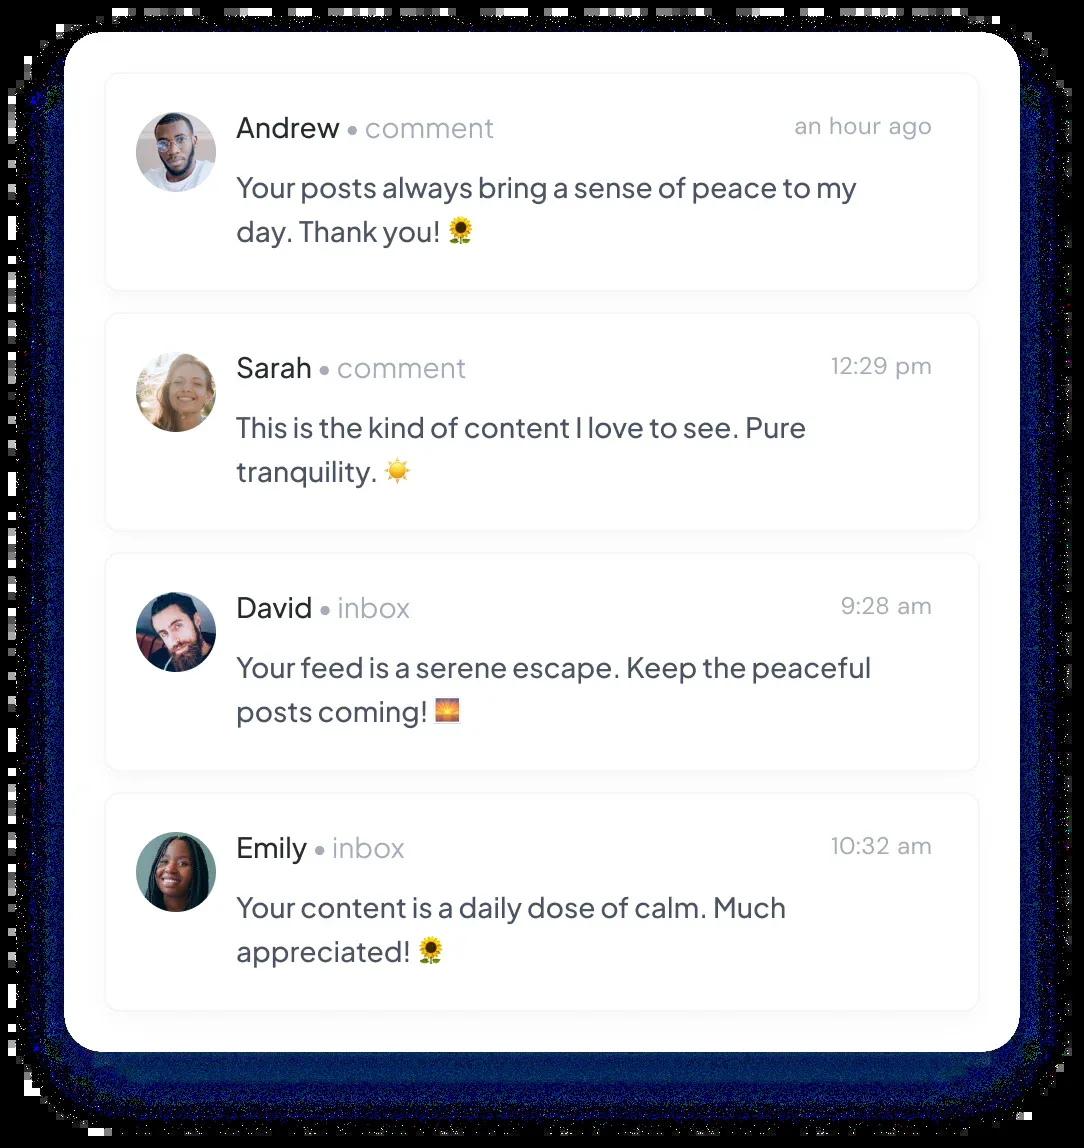 Andrew • comment
an hour ago
Your posts always bring a sense of peace to my
day. Thank you! 🌻
Sarah • comment
12:29 pm
This is the kind of content I love to see. Pure
tranquility. ☀️
David • inbox
9:28 am
Your feed is a serene escape. Keep the peaceful
posts coming! 🌅
Emily • inbox
10:32 am
Your content is a daily dose of calm. Much
appreciated! 🌻